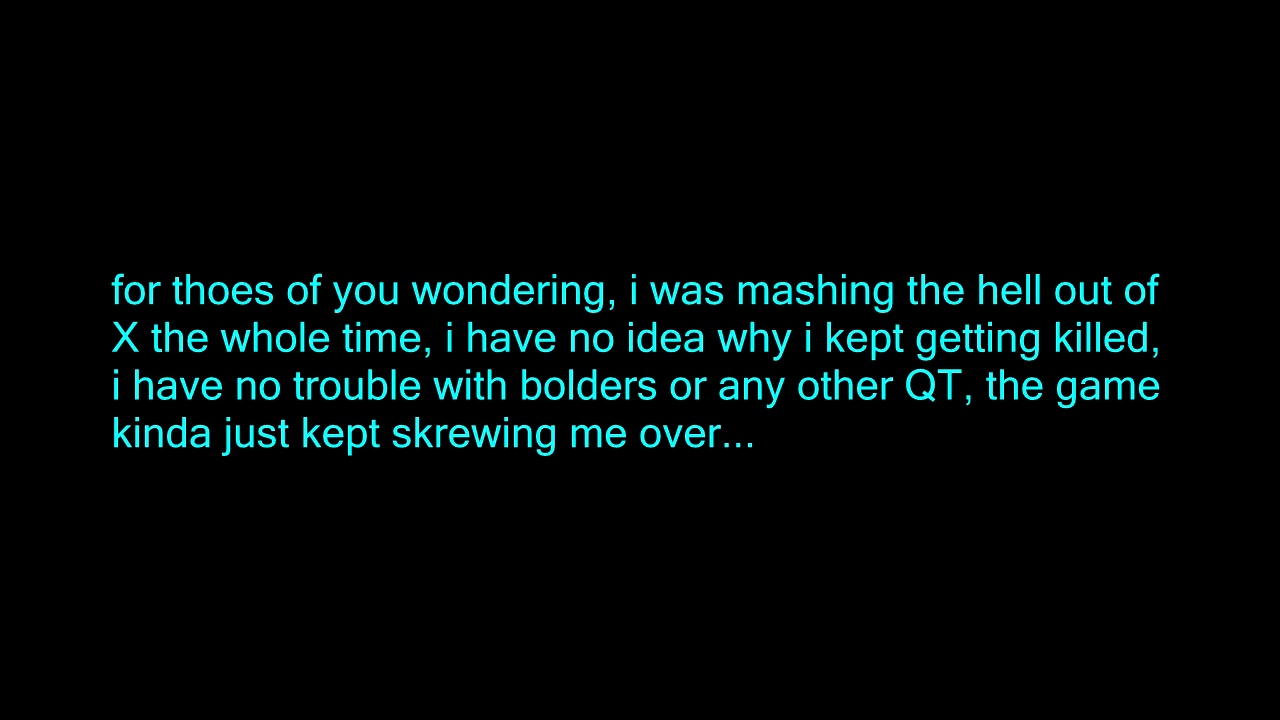 for thoes of you wondering, i was mashing the hell out of
X the whole time, i have no idea why i kept getting killed,
i have no trouble with bolders or any other QT, the game
kinda just kept skrewing me over...